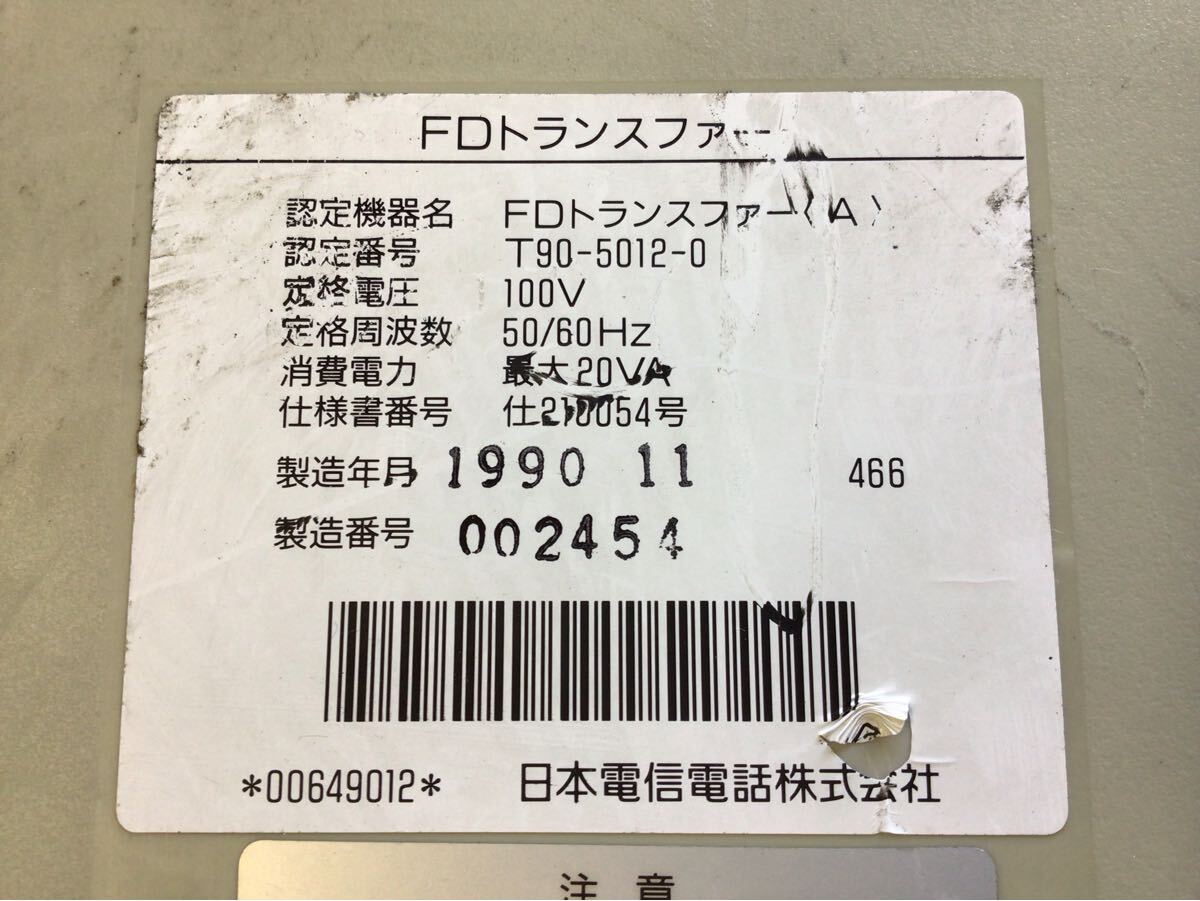 FDトランスファー
認定機器名 FDトランスファー〈A〉
認定番号 T90-5012-0
定格電圧 100V
定格周波数 50/60Hz
消費電力 最大20VA
仕様書番号 仕210054号
製造年月 1990 11 466
製造番号 002454
*00649012* 日本電信電話株式会社
注意